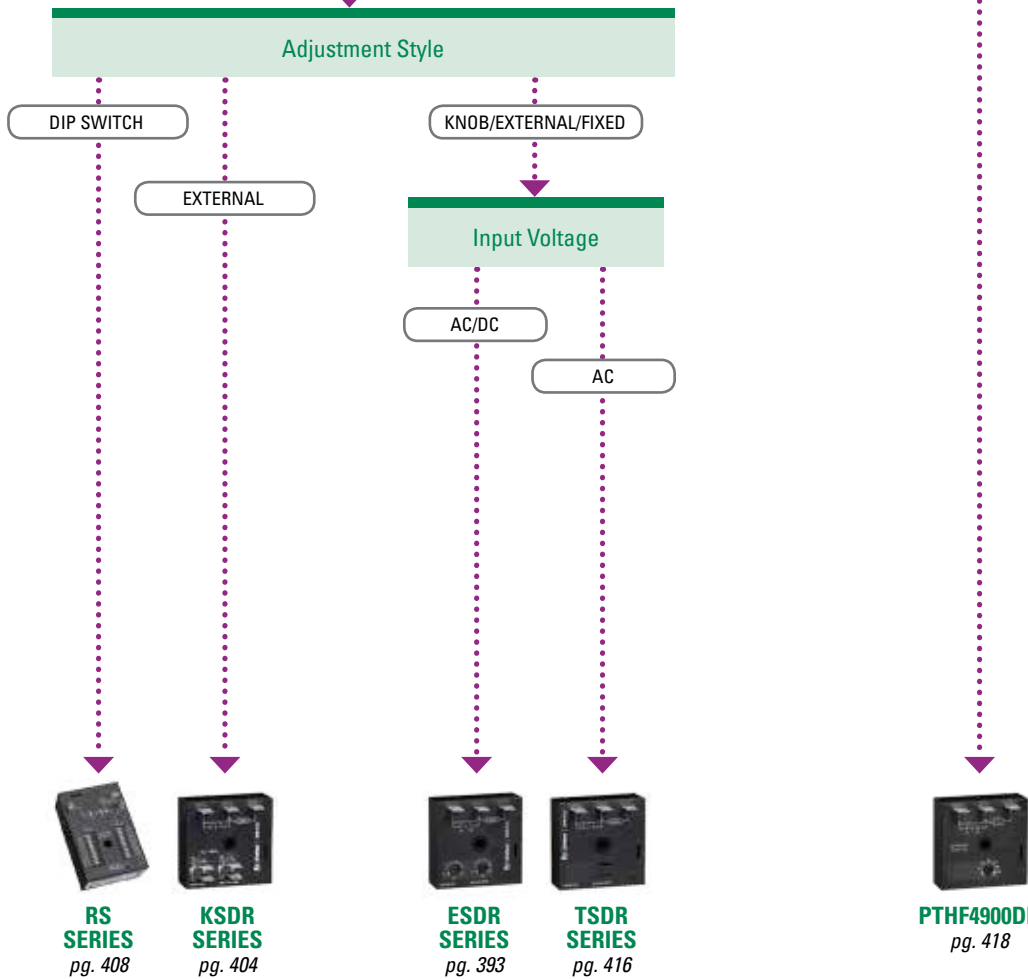 Adjustment Style
DIP SWITCH
KNOB/EXTERNAL/FIXED
EXTERNAL
Input Voltage
AC/DC
AC
RS
SERIES
pg. 408
KSDR
SERIES
pg. 404
ESDR
SERIES
pg. 393
TSDR
SERIES
pg. 416
pg. 418